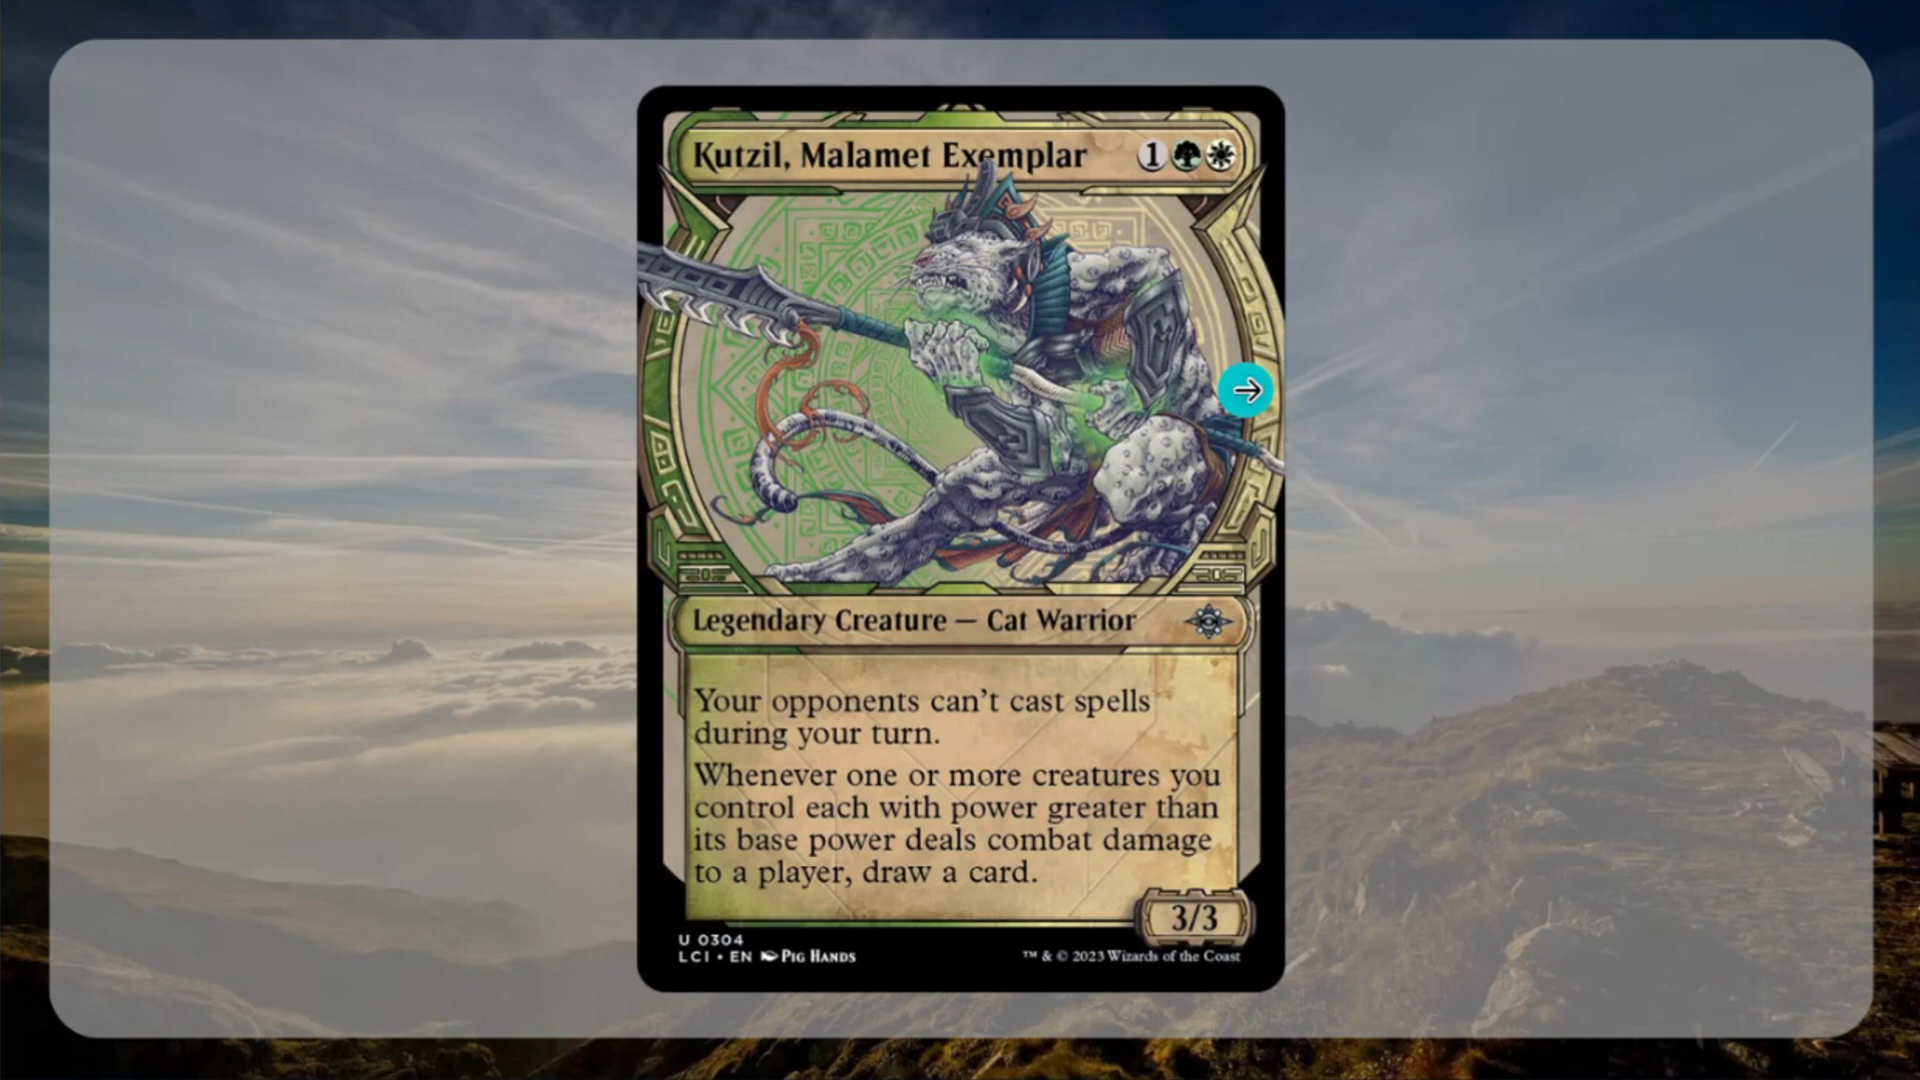 Kutzil, Malamet Exemplar 1
Legendary Creature — Cat Warrior
Your opponents can't cast spells
during your turn.
Whenever one or more creatures you
control each with power greater than
its base power deals combat damage
to a player, draw a card.
3/3
U 0304
LCI • EN Pig Hands
™ & © 2023 Wizards of the Coast